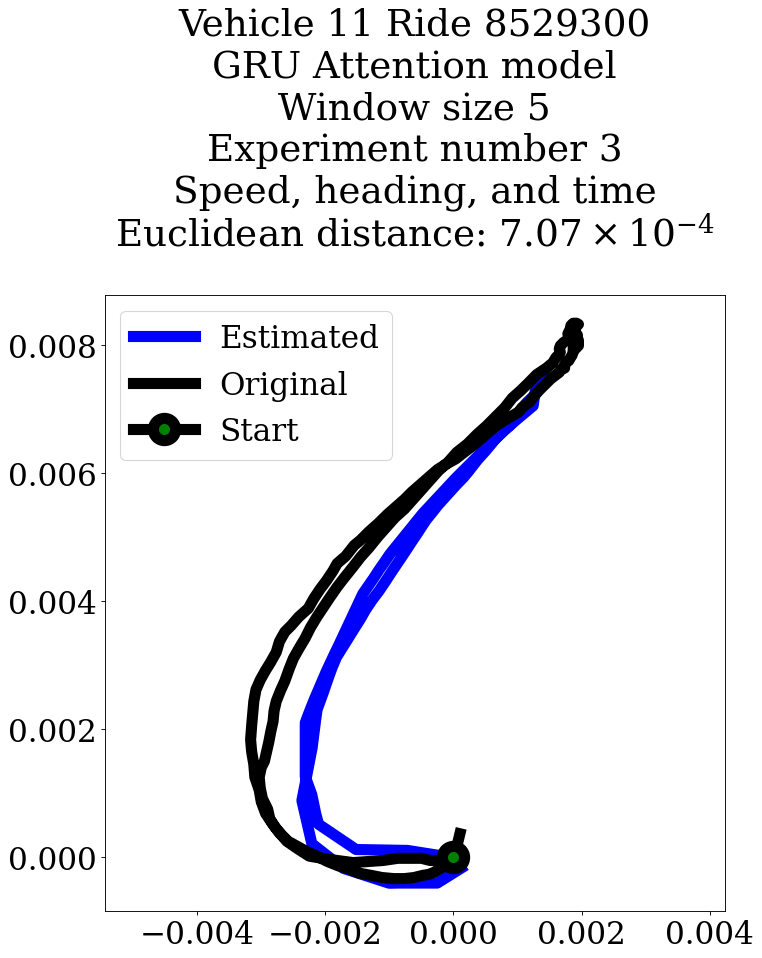 Vehicle 11 Ride 8529300
GRU Attention model
Window size 5
Experiment number 3
Speed, heading, and time
Euclidean distance: 7.07 × 10⁻⁴
Estimated
Original
Start
0.008
0.006
0.004
0.002
0.000
−0.004 −0.002 0.000 0.002 0.004